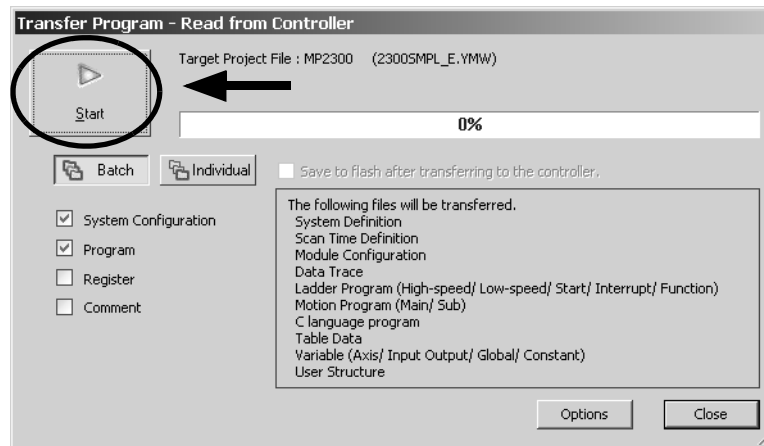 Transfer Program - Read from Controller
Target Project File : MP2300 (2300SMPL_E.YMW)
Start
0%
Batch
Individual
Save to flash after transferring to the controller.
System Configuration
Program
Register
Comment
The following files will be transferred.
System Definition
Scan Time Definition
Module Configuration
Data Trace
Ladder Program (High-speed/ Low-speed/ Start/ Interrupt/ Function)
Motion Program (Main/ Sub)
C language program
Table Data
Variable (Axis/ Input Output/ Global/ Constant)
User Structure
Options
Close